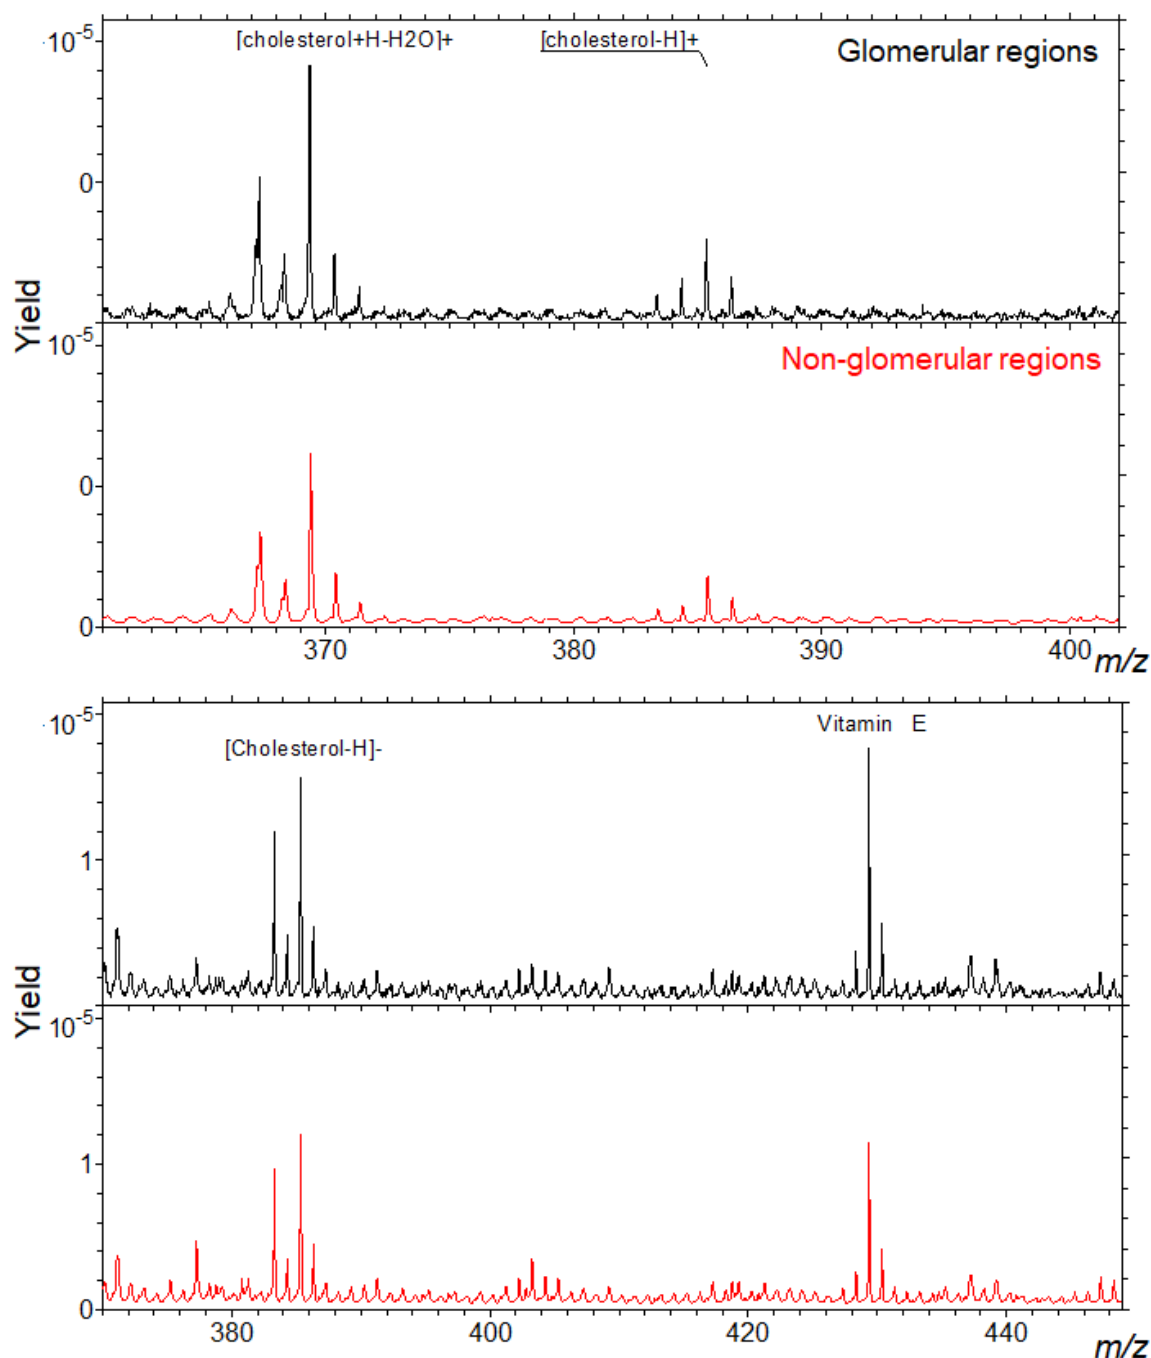 ·10-5
[cholesterol+H-H2O]+
[cholesterol-H]+
Glomerular regions
0
Yield
10-5
Non-glomerular regions
0
0
370
380
390
400
m/z
·10-5
[Cholesterol-H]-
Vitamin E
1
Yield
10-5
1
0
380
400
420
440
m/z